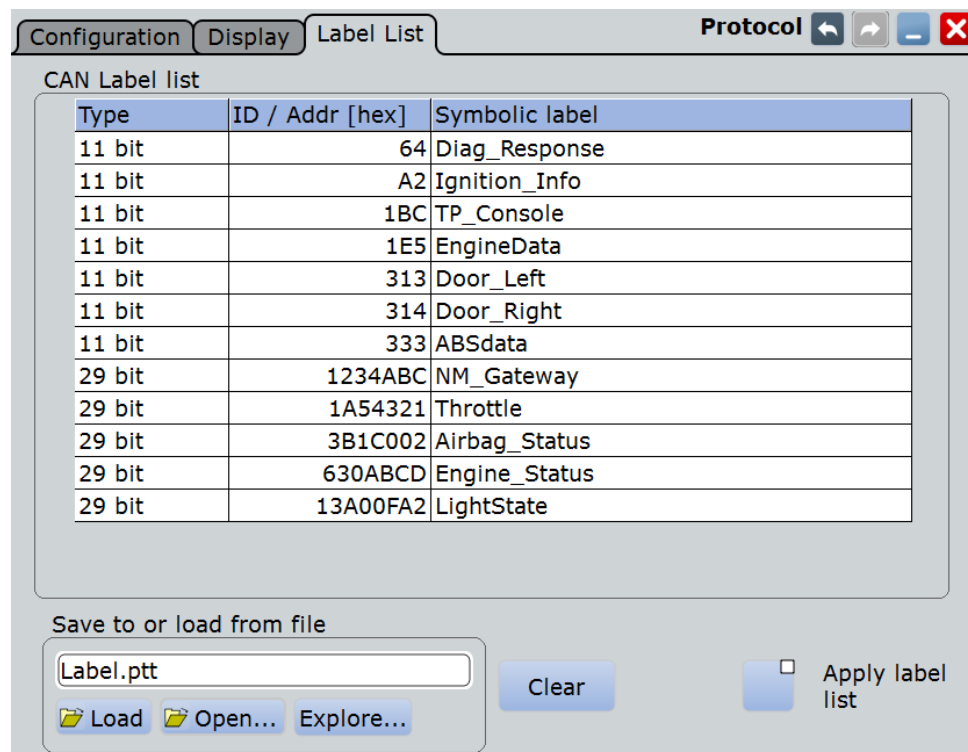 Configuration Display Label List Protocol
CAN Label list
Type ID / Addr [hex] Symbolic label
11 bit 64 Diag_Response
11 bit A2 Ignition_Info
11 bit 1BC TP_Console
11 bit 1E5 EngineData
11 bit 313 Door_Left
11 bit 314 Door_Right
11 bit 333 ABSdata
29 bit 1234ABC NM_Gateway
29 bit 1A54321 Throttle
29 bit 3B1C002 Airbag_Status
29 bit 630ABCD Engine_Status
29 bit 13A00FA2 LightState
Save to or load from file
Label.ptt
Load Open... Explore...
Clear
Apply label
list